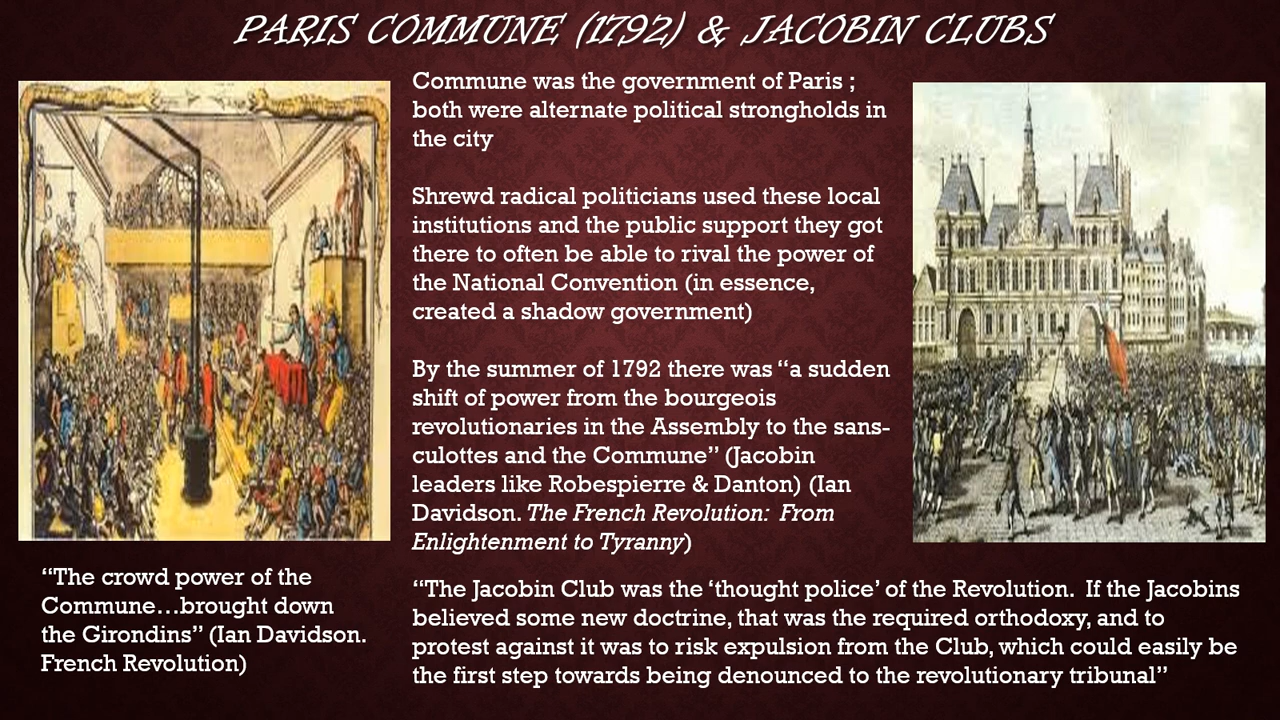 PARIS COMMUNE (1792) & JACOBIN CLUBS
Commune was the government of Paris ;
both were alternate political strongholds in
the city
Shrewd radical politicians used these local
institutions and the public support they got
there to often be able to rival the power of
the National Convention (in essence,
created a shadow government)
By the summer of 1792 there was “a sudden
shift of power from the bourgeois
revolutionaries in the Assembly to the sans-
culottes and the Commune” (Jacobin
leaders like Robespierre & Danton) (Ian
Davidson. The French Revolution:  From
Enlightenment to Tyranny)
“The crowd power of the
Commune…brought down
the Girondins” (Ian Davidson.
French Revolution)
“The Jacobin Club was the ‘thought police’ of the Revolution.  If the Jacobins
believed some new doctrine, that was the required orthodoxy, and to
protest against it was to risk expulsion from the Club, which could easily be
the first step towards being denounced to the revolutionary tribunal”